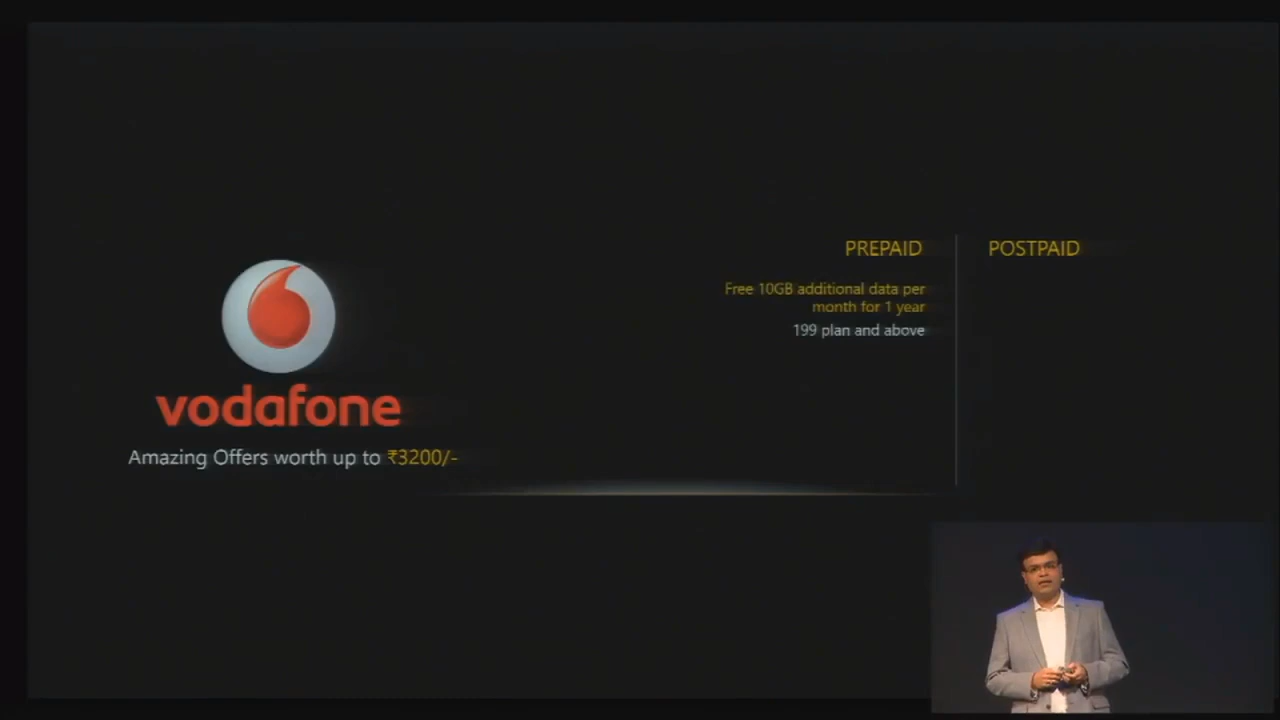 vodafone
Amazing Offers worth up to ₹3200/-
PREPAID
Free 10GB additional data per
month for 1 year
199 plan and above
POSTPAID